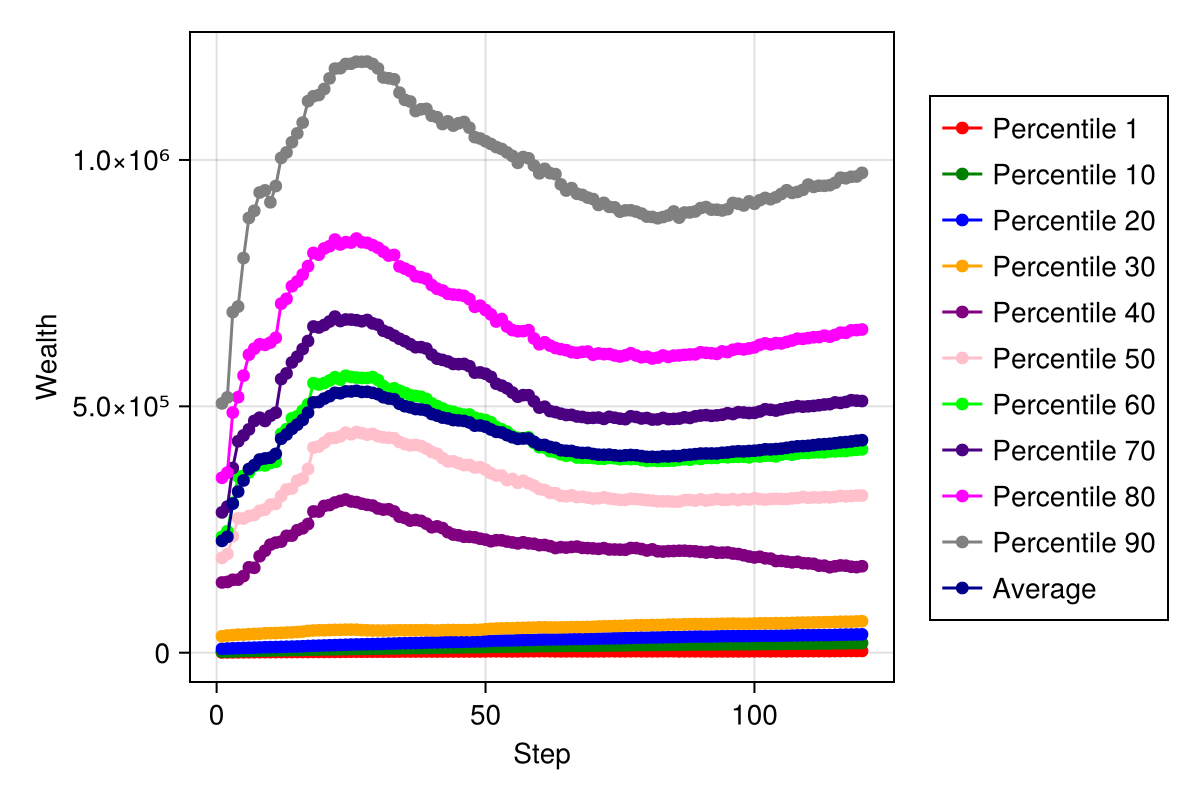 Wealth
1.0×10⁶
5.0×10⁵
0
0
50
100
Step
Percentile 1
Percentile 10
Percentile 20
Percentile 30
Percentile 40
Percentile 50
Percentile 60
Percentile 70
Percentile 80
Percentile 90
Average